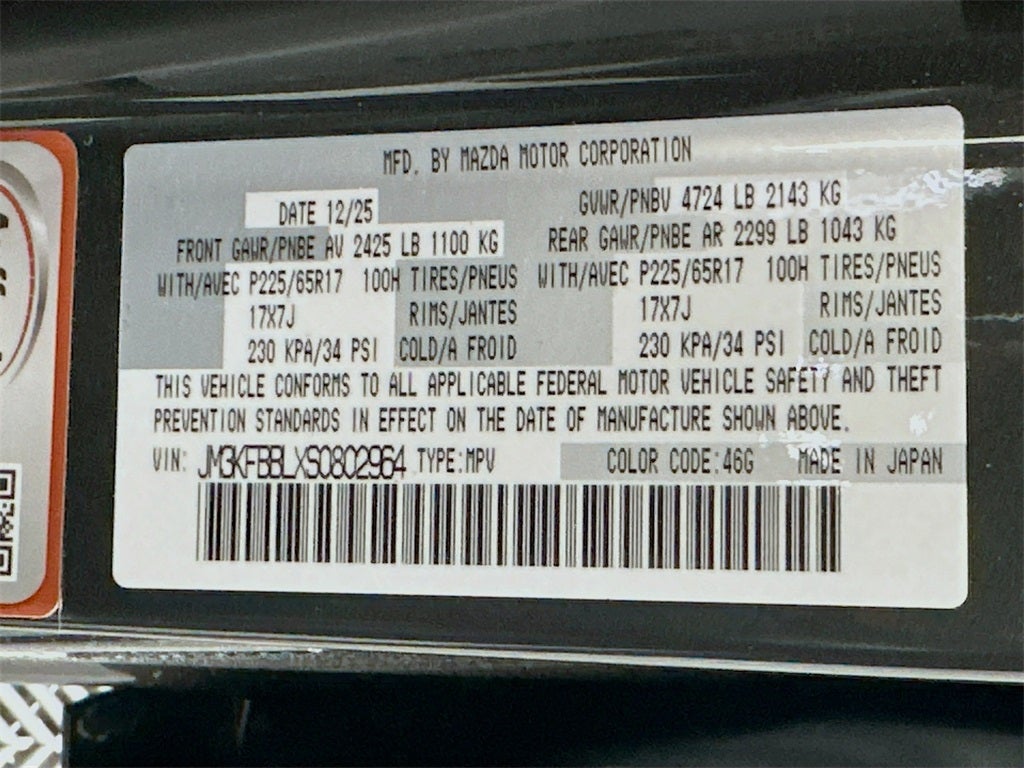 MFD. BY MAZDA MOTOR CORPORATION
DATE 12/25 GVWR/PNBV 4724 LB 2143 KG
FRONT GAWR/PNBE AV 2425 LB 1100 KG REAR GAWR/PNBE AR 2299 LB 1043 KG
WITH/AVEC P225/65R17 100H TIRES/PNEUS WITH/AVEC P225/65R17 100H TIRES/PNEUS
17X7J RIMS/JANTES 17X7J RIMS/JANTES
230 KPA/34 PSI COLD/A FROID 230 KPA/34 PSI COLD/A FROID
THIS VEHICLE CONFORMS TO ALL APPLICABLE FEDERAL MOTOR VEHICLE SAFETY AND THEFT
PREVENTION STANDARDS IN EFFECT ON THE DATE OF MANUFACTURE SHOWN ABOVE.
VIN: JM3KFBBLXS0802964 TYPE:MPV COLOR CODE:46G MADE IN JAPAN